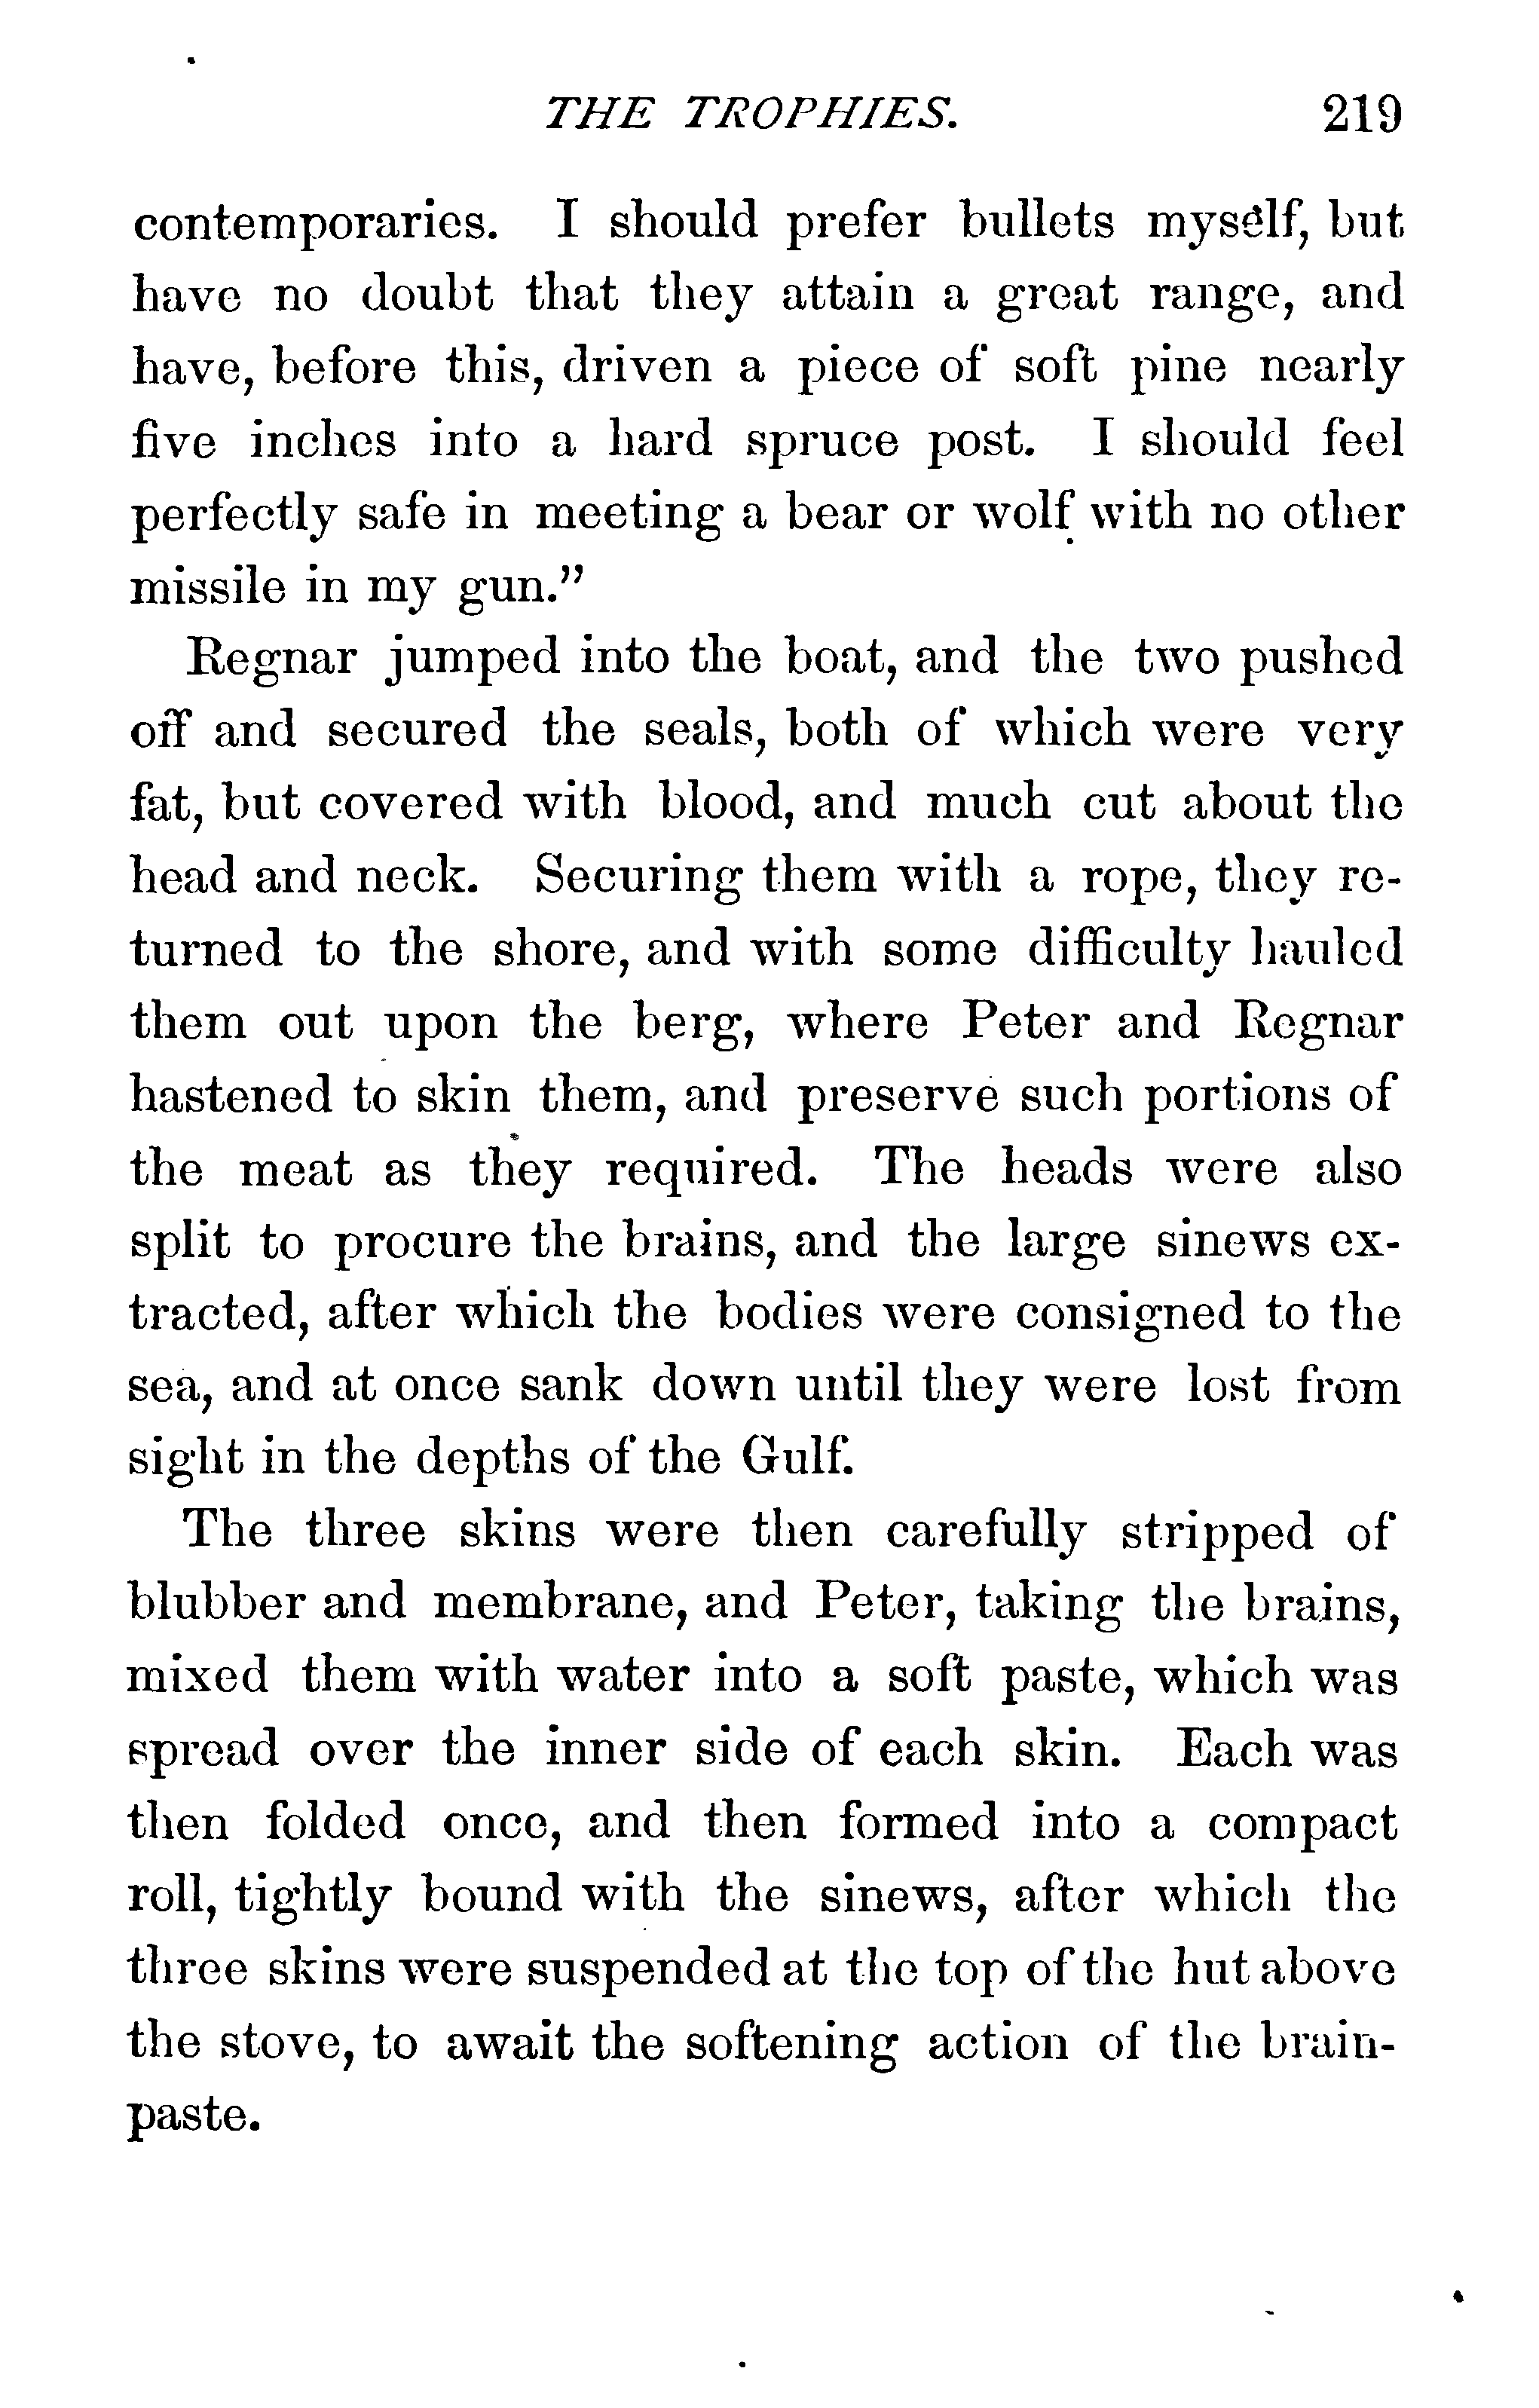 THE TROPHIES. 219
contemporaries. I should prefer bullets myself, but
have no doubt that they attain a great range, and
have, before this, driven a piece of soft pine nearly
five inches into a hard spruce post. I should feel
perfectly safe in meeting a bear or wolf with no other
missile in my gun.”
Regnar jumped into the boat, and the two pushed
off and secured the seals, both of which were very
fat, but covered with blood, and much cut about the
head and neck. Securing them with a rope, they re-
turned to the shore, and with some difficulty hauled
them out upon the berg, where Peter and Regnar
hastened to skin them, and preserve such portions of
the meat as they required. The heads were also
split to procure the brains, and the large sinews ex-
tracted, after which the bodies were consigned to the
sea, and at once sank down until they were lost from
sight in the depths of the Gulf.
The three skins were then carefully stripped of
blubber and membrane, and Peter, taking the brains,
mixed them with water into a soft paste, which was
spread over the inner side of each skin. Each was
then folded once, and then formed into a compact
roll, tightly bound with the sinews, after which the
three skins were suspended at the top of the hut above
the stove, to await the softening action of the brain-
paste.